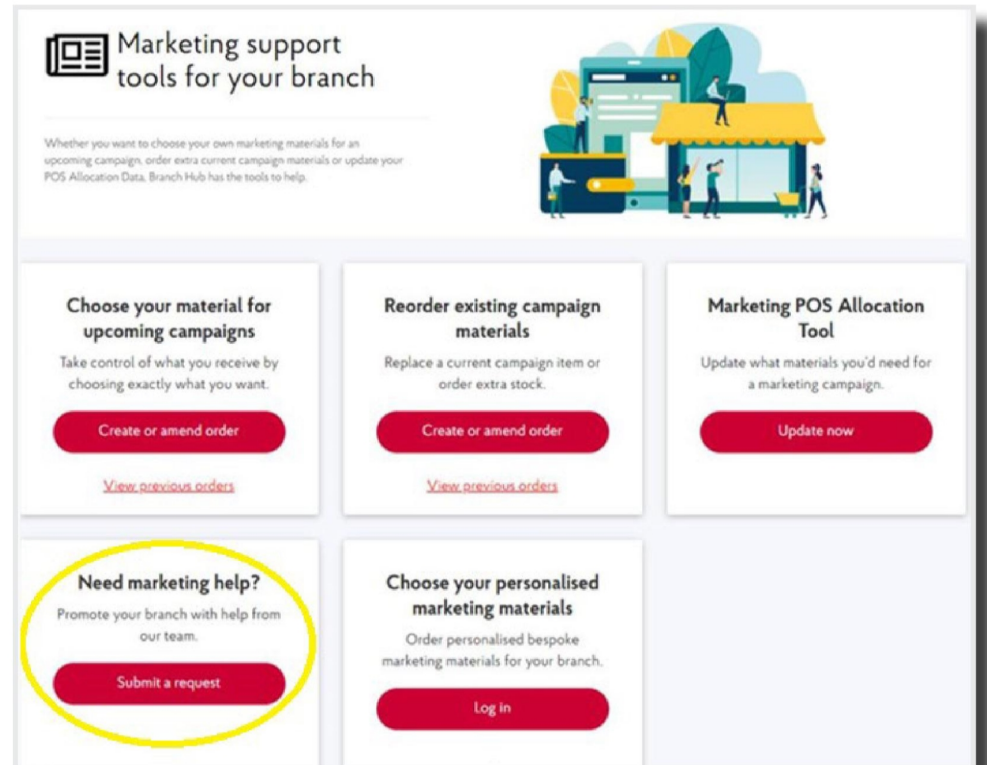 Marketing support
tools for your branch
Whether you want to choose your own marketing materials for an
upcoming campaign, order extra current campaign materials or update your
POS Allocation Data, Branch Hub has the tools to help.
Choose your material for
upcoming campaigns
Take control of what you receive by
choosing exactly what you want.
Create or amend order
View previous orders
Reorder existing campaign
materials
Replace a current campaign item or
order extra stock.
Create or amend order
View previous orders
Marketing POS Allocation
Tool
Update what materials you'd need for
a marketing campaign.
Update now
Need marketing help?
Promote your branch with help from
our team.
Submit a request
Choose your personalised
marketing materials
Order personalised bespoke
marketing materials for your branch.
Log in